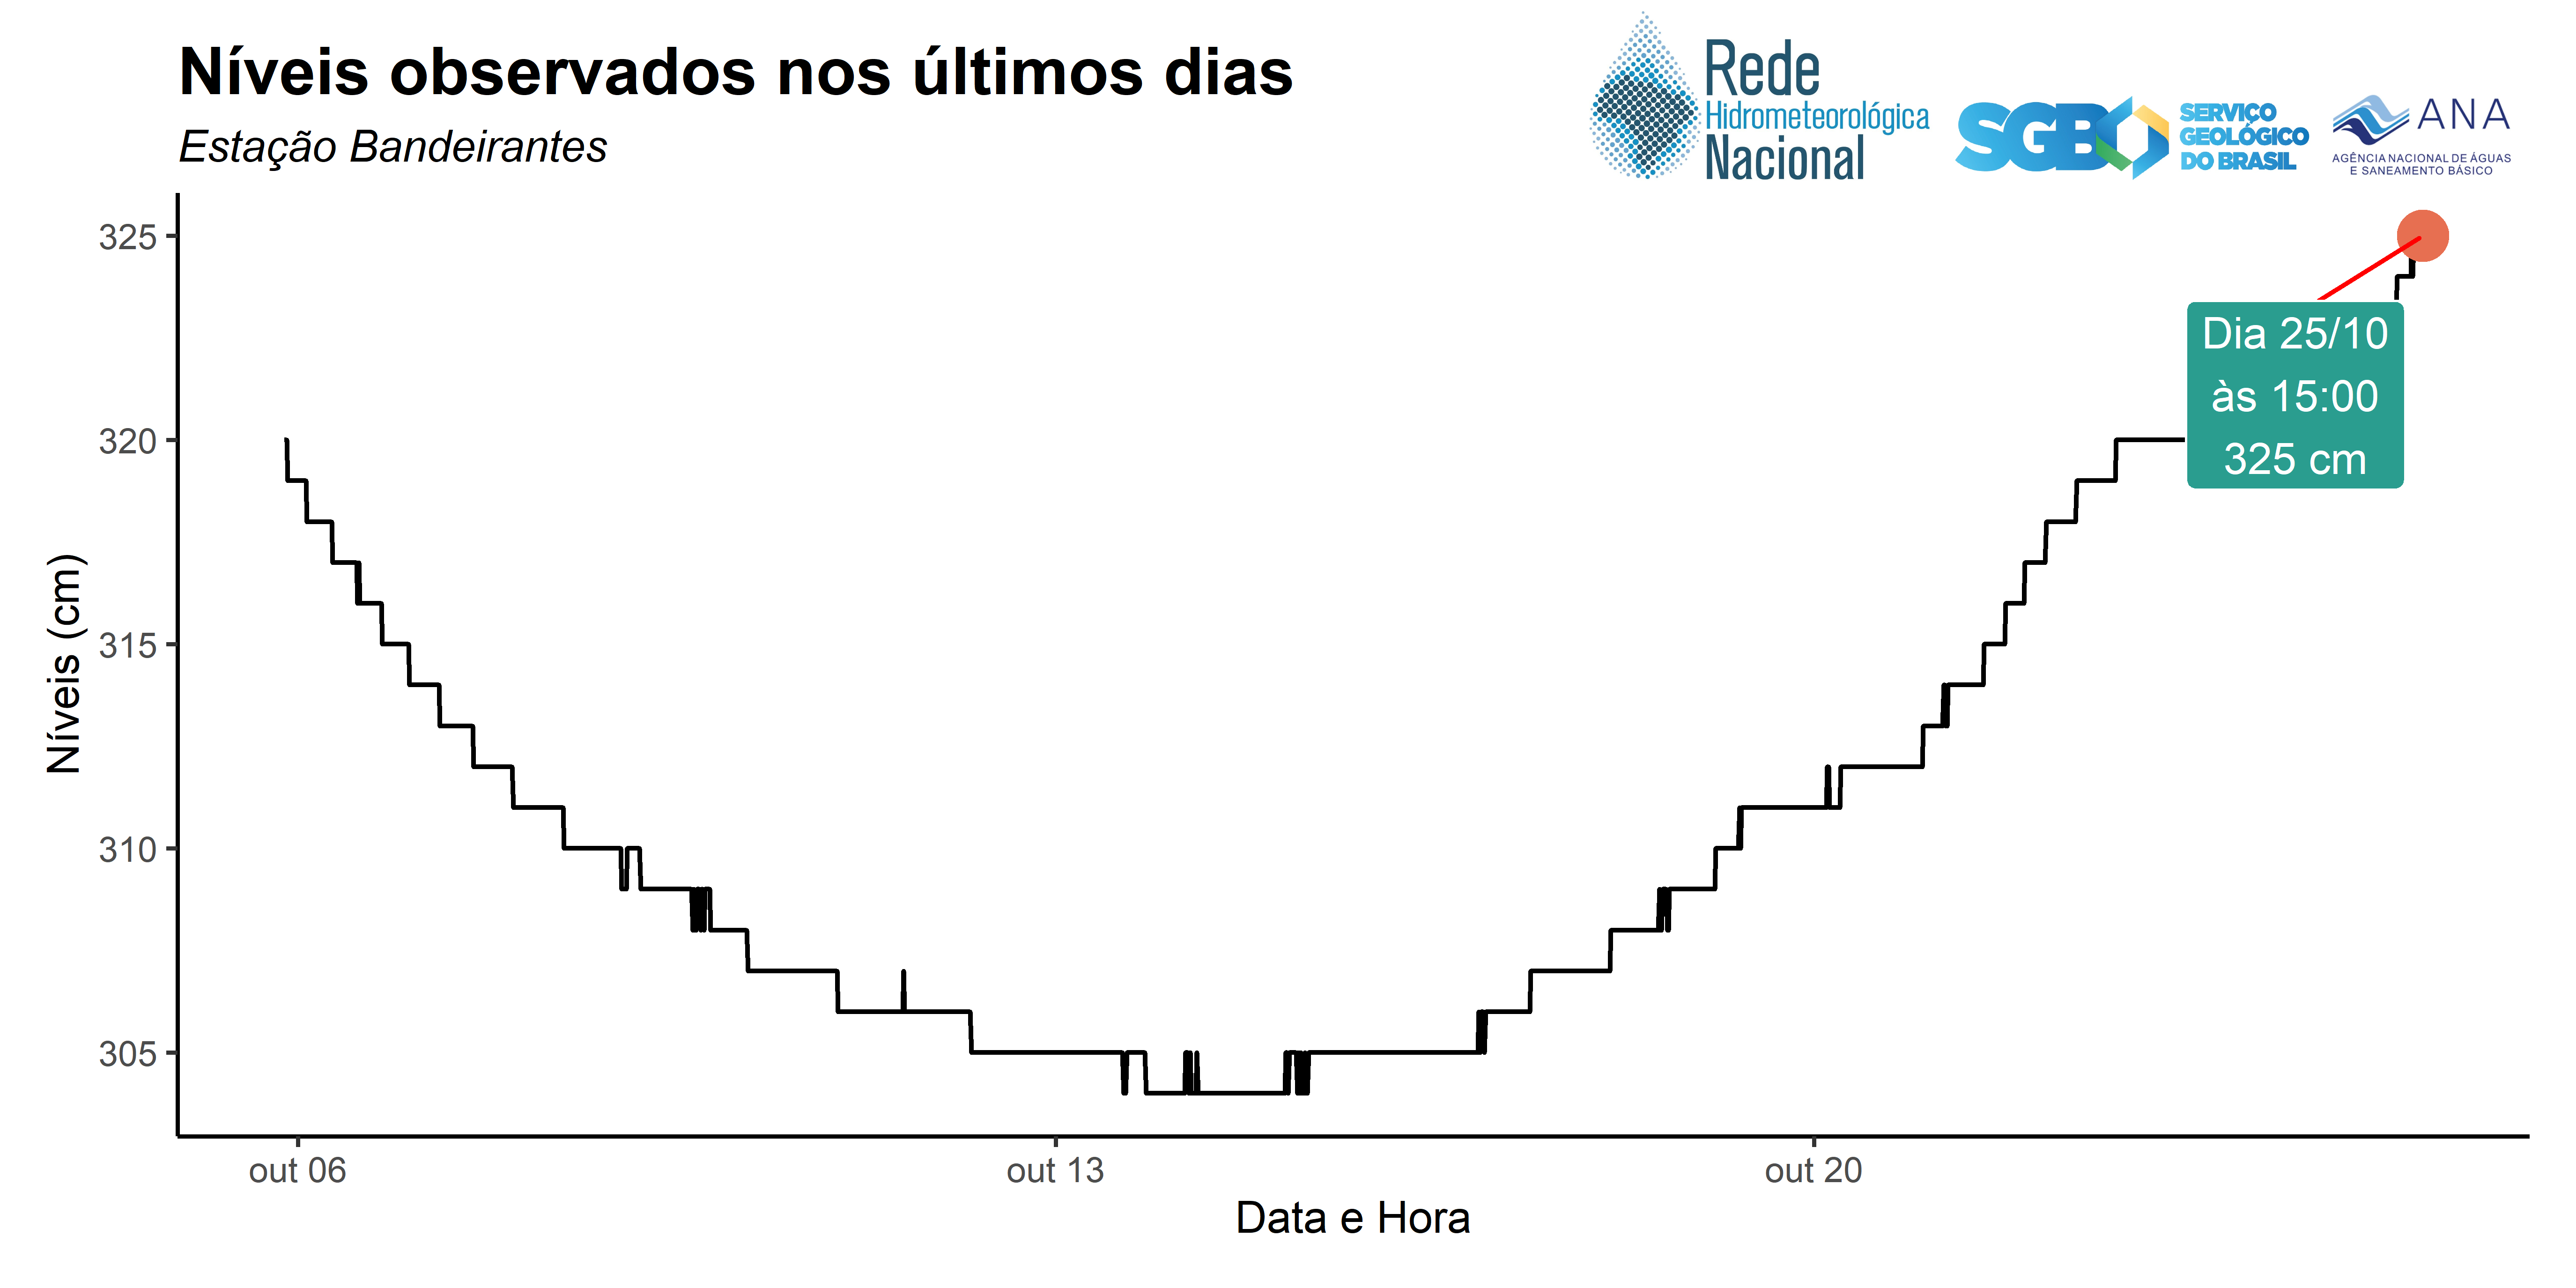 Níveis observados nos últimos dias
Estação Bandeirantes
Rede
Hidrometeorológica
Nacional
SGB
SERVIÇO
GEOLÓGICO
DO BRASIL
ANA
AGÊNCIA NACIONAL DE ÁGUAS
E SANEAMENTO BÁSICO
325
320
315
310
305
Níveis (cm)
Dia 25/10
às 15:00
325 cm
out 06
out 13
out 20
Data e Hora